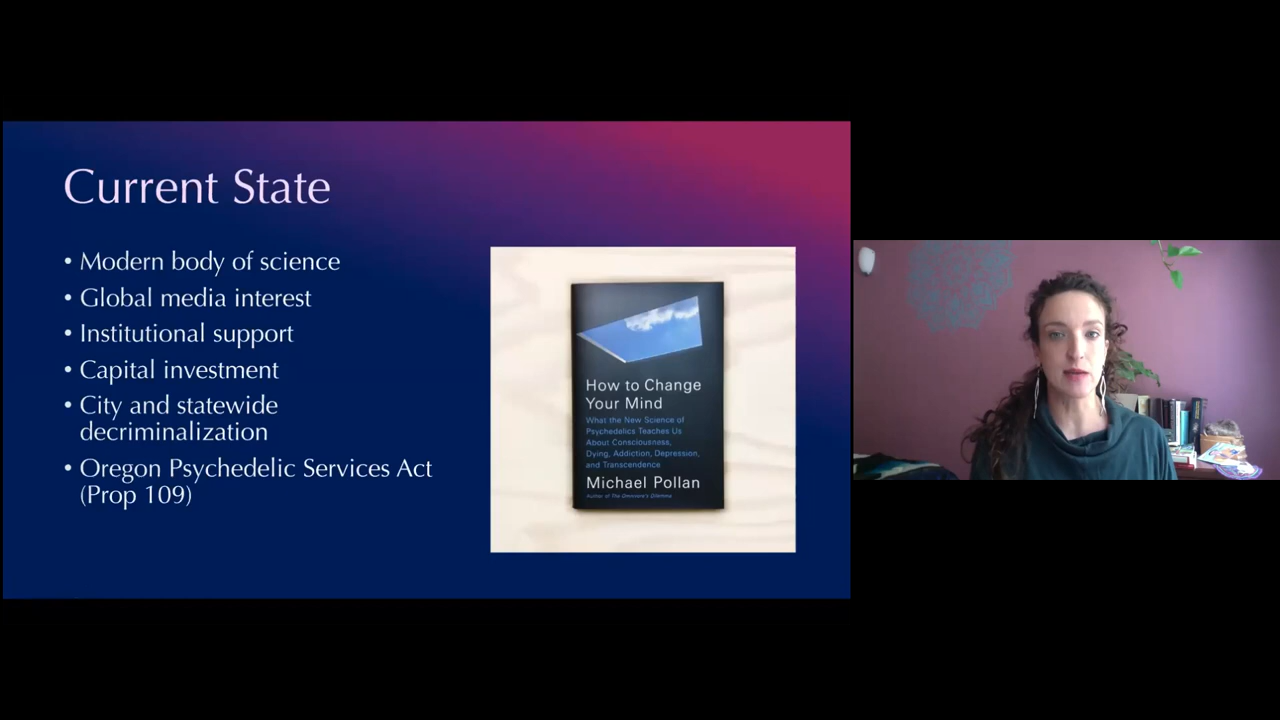 Current State
• Modern body of science
• Global media interest
• Institutional support
• Capital investment
• City and statewide
decriminalization
• Oregon Psychedelic Services Act
(Prop 109)
How to Change
Your Mind
What the New Science of
Psychedelics Teaches Us
About Consciousness,
Dying, Addiction, Depression,
and Transcendence
Michael Pollan
Author of The Omnivore's Dilemma